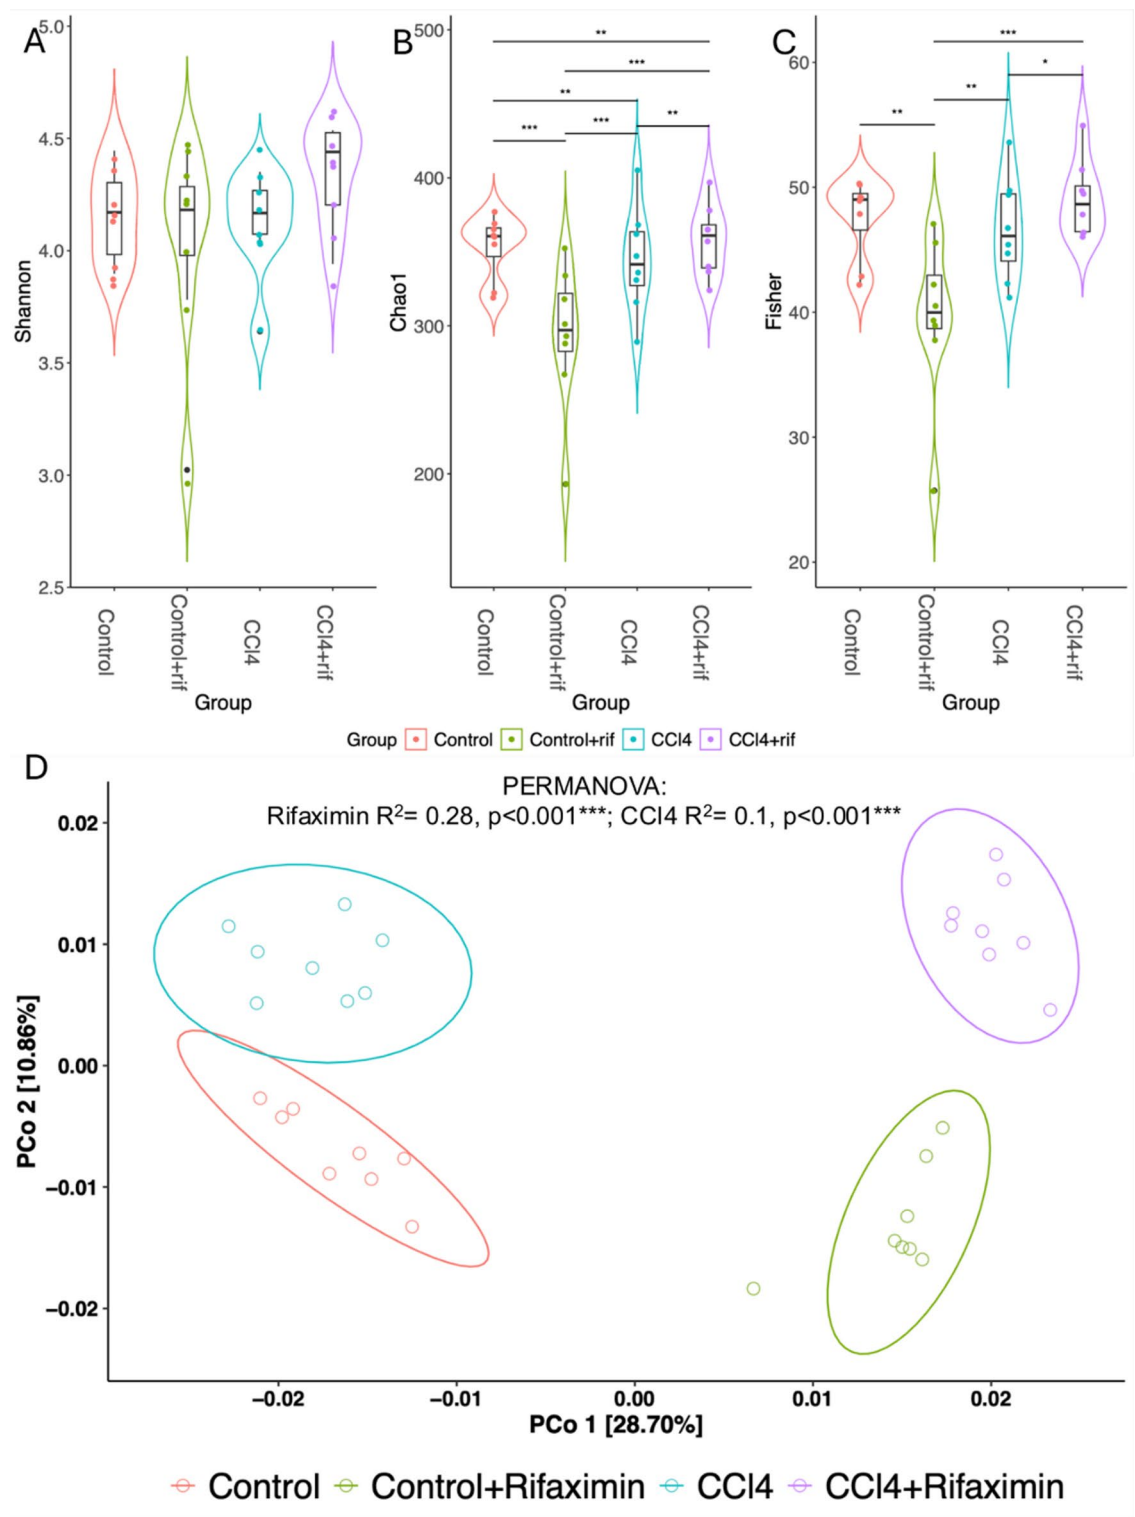 A
B
C
5.0
4.5
4.0
3.5
3.0
2.5
Shannon
Control
Control+rif
CCl4
CCl4+rif
Group
500
400
300
200
Chao1
**
***
**
***
***
**
Control
Control+rif
CCl4
CCl4+rif
Group
60
50
40
30
20
Fisher
***
*
**
**
Control
Control+rif
CCl4
CCl4+rif
Group
Group Control Control+rif CCl4 CCl4+rif
D
PERMANOVA:
Rifaximin R²= 0.28, p<0.001***; CCl4 R²= 0.1, p<0.001***
0.02
0.01
0.00
−0.01
−0.02
PCo 2 [10.86%]
−0.02 −0.01 0.00 0.01 0.02
PCo 1 [28.70%]
Control Control+Rifaximin CCl4 CCl4+Rifaximin